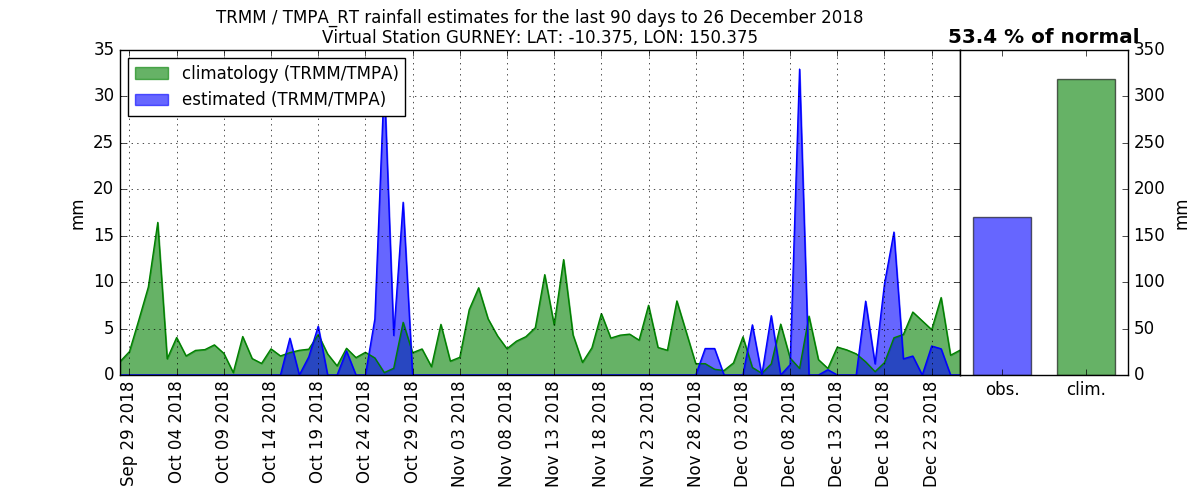 TRMM / TMPA_RT rainfall estimates for the last 90 days to 26 December 2018
Virtual Station GURNEY: LAT: -10.375, LON: 150.375
53.4 % of normal
climatology (TRMM/TMPA)
estimated (TRMM/TMPA)
35
30
25
20
15
10
5
0
mm
Sep 29 2018
Oct 04 2018
Oct 09 2018
Oct 14 2018
Oct 19 2018
Oct 24 2018
Oct 29 2018
Nov 03 2018
Nov 08 2018
Nov 13 2018
Nov 18 2018
Nov 23 2018
Nov 28 2018
Dec 03 2018
Dec 08 2018
Dec 13 2018
Dec 18 2018
Dec 23 2018
obs.
clim.
350
300
250
200
150
100
50
0
mm